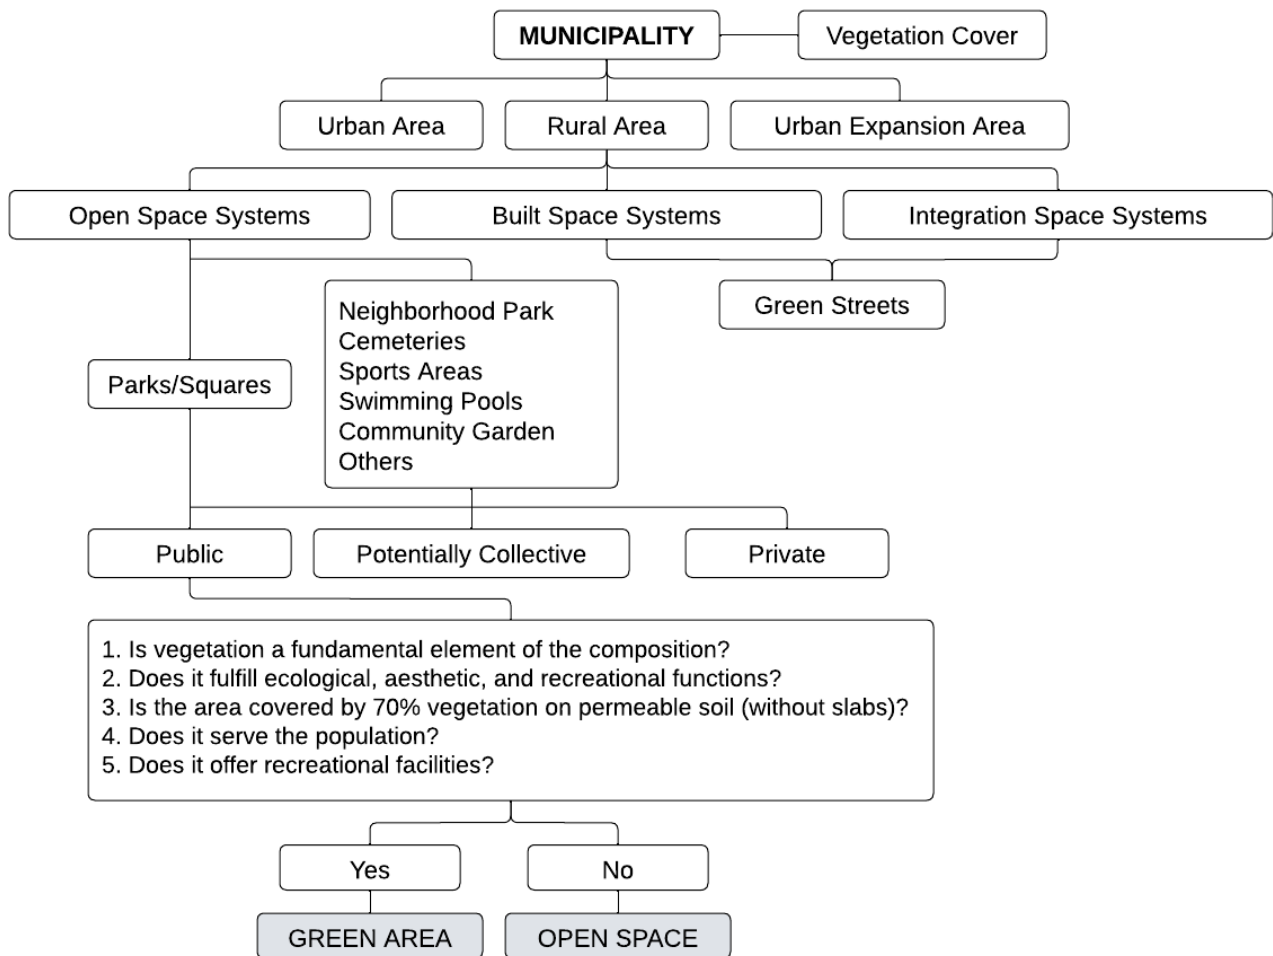 MUNICIPALITY
Vegetation Cover
Urban Area
Rural Area
Urban Expansion Area
Open Space Systems
Built Space Systems
Integration Space Systems
Green Streets
Neighborhood Park
Cemeteries
Sports Areas
Swimming Pools
Community Garden
Others
Parks/Squares
Public
Potentially Collective
Private
1. Is vegetation a fundamental element of the composition?
2. Does it fulfill ecological, aesthetic, and recreational functions?
3. Is the area covered by 70% vegetation on permeable soil (without slabs)?
4. Does it serve the population?
5. Does it offer recreational facilities?
Yes
No
GREEN AREA
OPEN SPACE